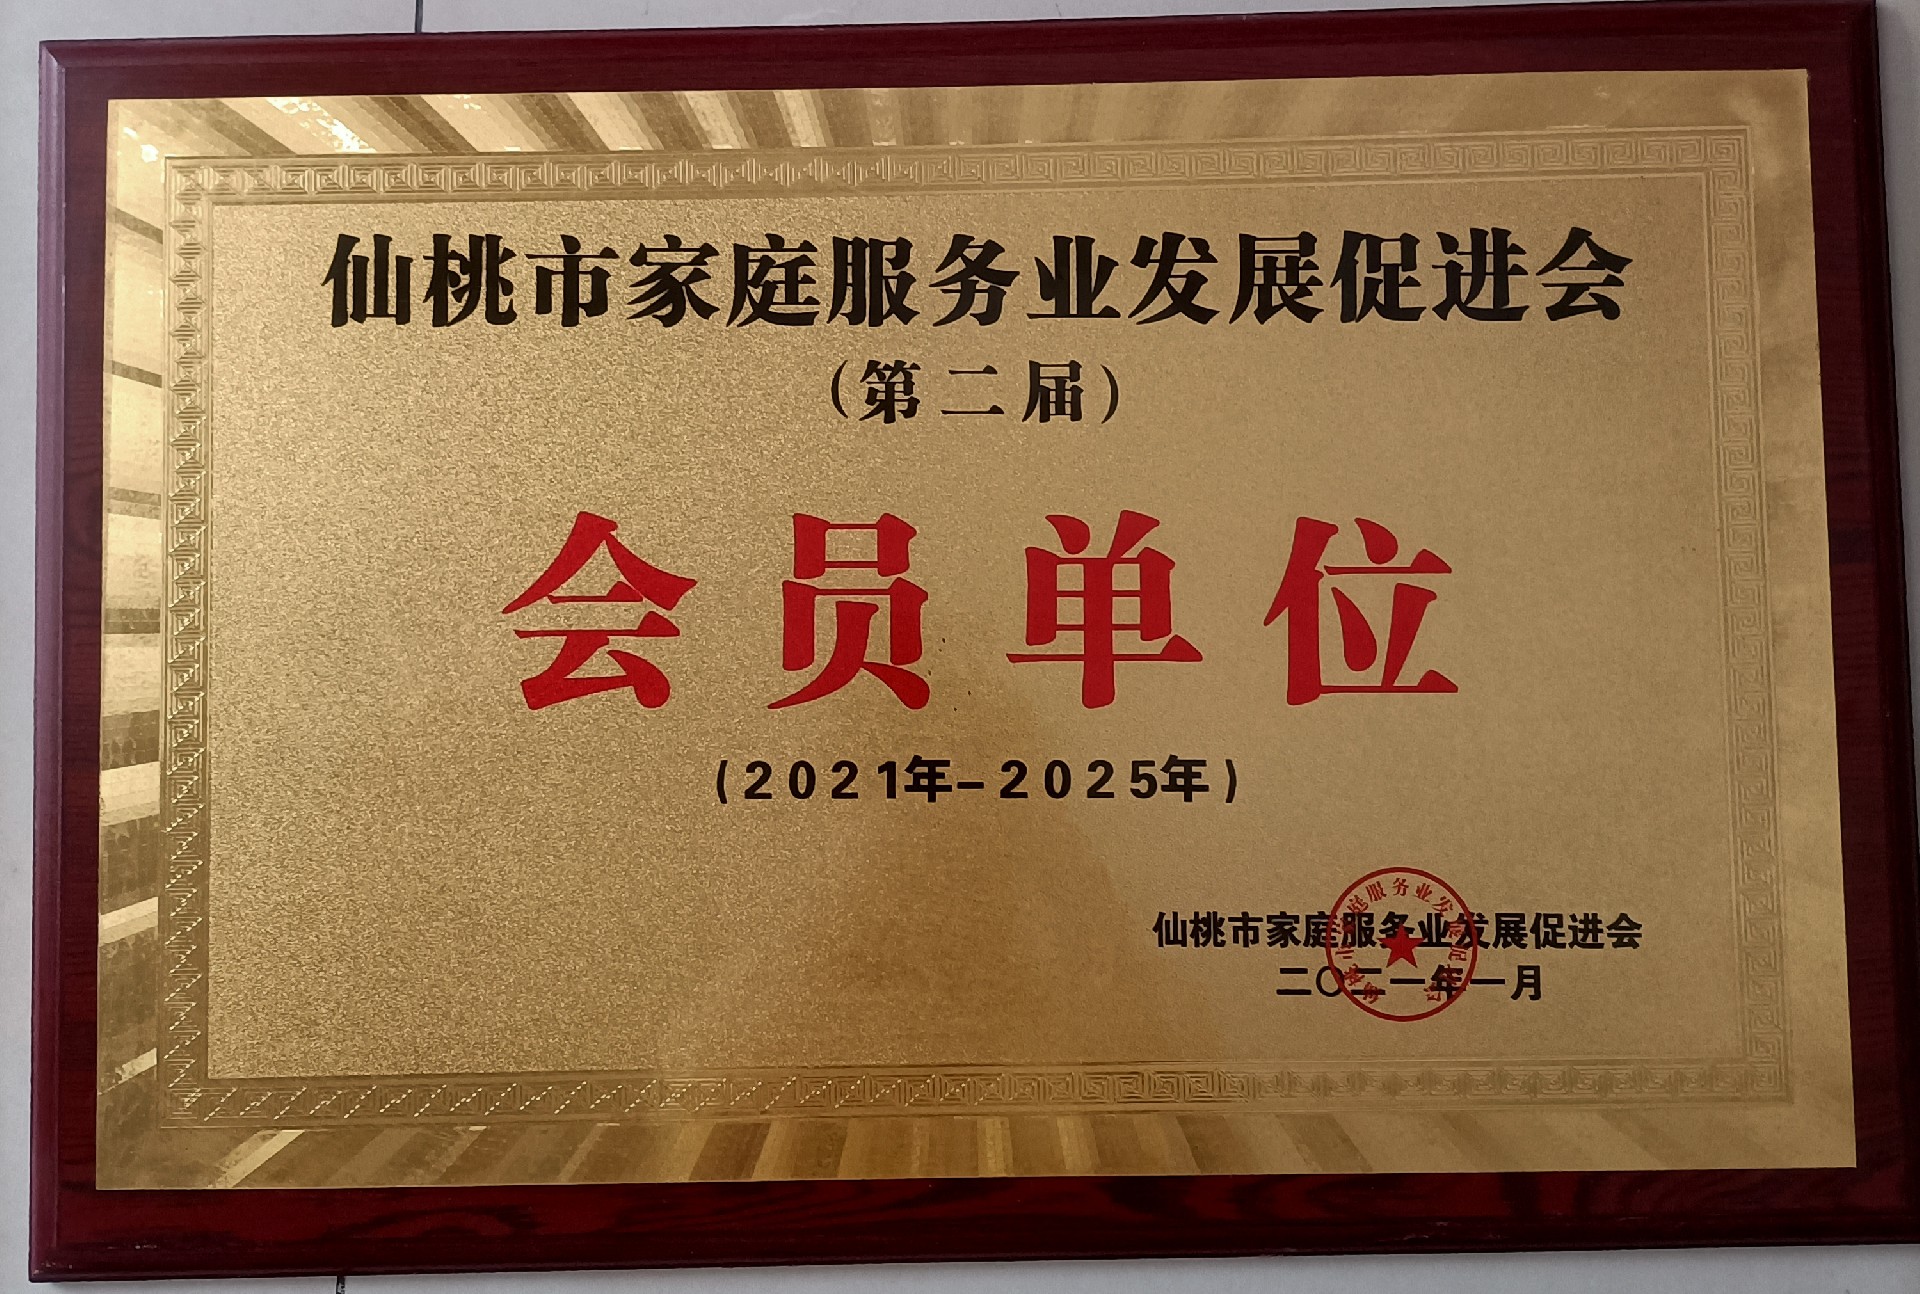 仙桃市家庭服务业发展促进会
（第二届）
会员单位
(2021年-2025年)
仙桃市家庭服务业发展促进会
二〇二一年一月